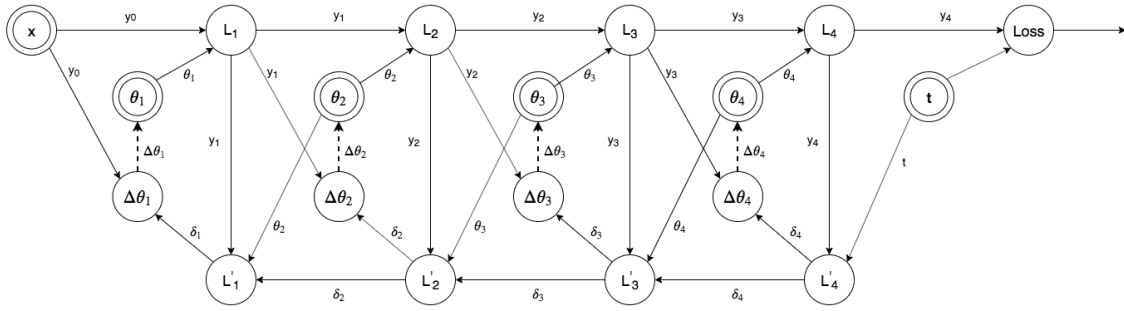 x y₀ L₁ y₁ L₂ y₂ L₃ y₃ L₄ y₄ Loss
y₀ θ₁ θ₁ y₁ θ₂ θ₂ y₂ θ₃ θ₃ y₃ θ₄ θ₄ t
Δθ₁ y₁ Δθ₂ y₂ Δθ₃ y₃ Δθ₄ y₄ t
Δθ₁ Δθ₂ Δθ₃ Δθ₄
δ₁ θ₂ δ₂ θ₃ δ₃ θ₄ δ₄
L'₁ L'₂ L'₃ L'₄
δ₂ δ₃ δ₄